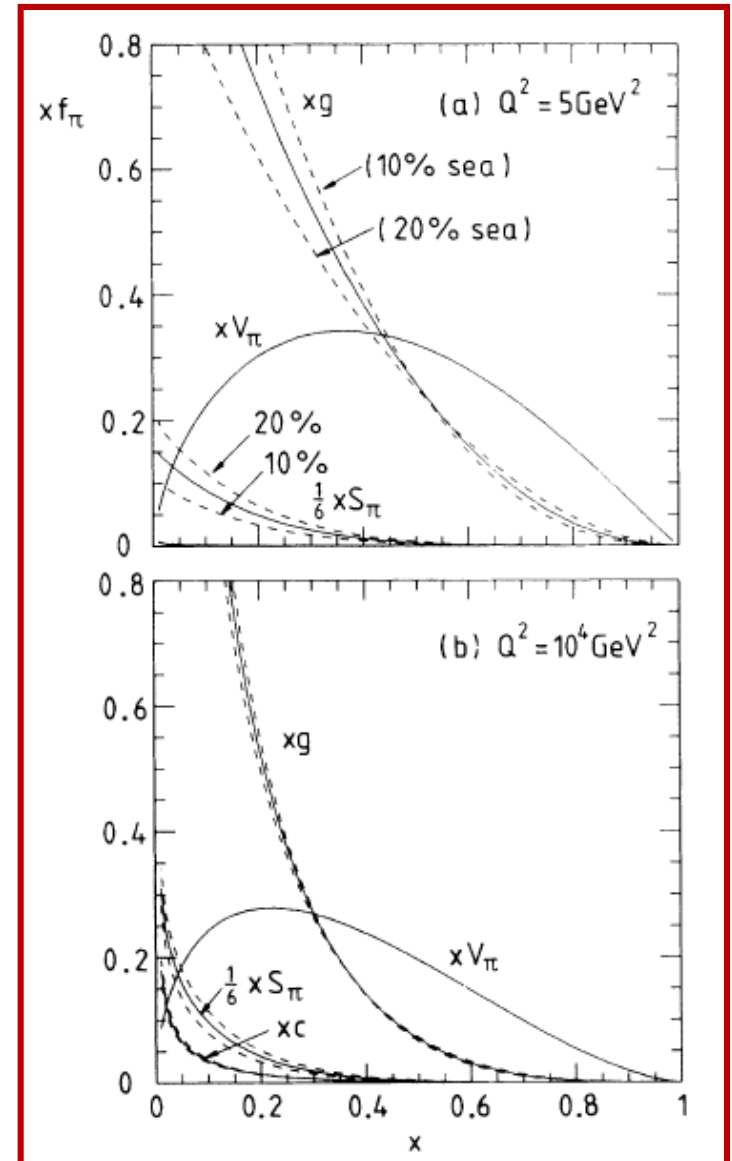 0.8
xf_π
xg
(a) Q² = 5GeV²
(10% sea)
0.6
(20% sea)
0.4
xV_π
0.2
20%
10%
1/6 xS_π
0
0.8
(b) Q² = 10⁴GeV²
0.6
xg
0.4
0.2
xV_π
1/6 xS_π
xc
0
0 0.2 0.4 0.6 0.8 1
x